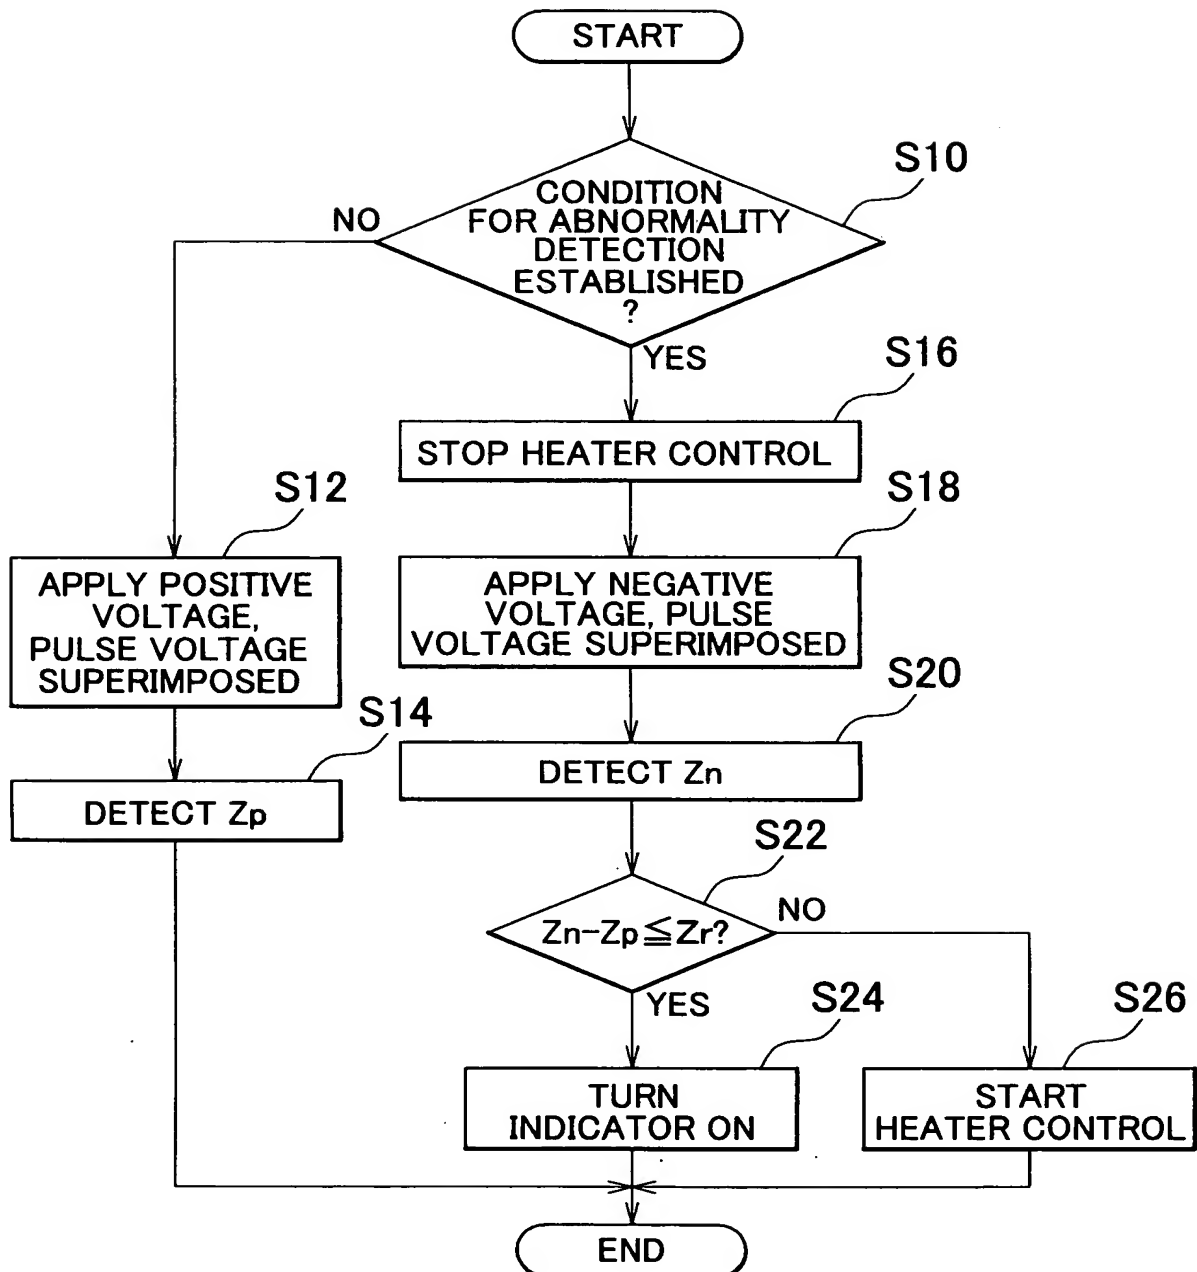 START
S10
CONDITION
FOR ABNORMALITY
DETECTION
ESTABLISHED
?
NO
YES
S16
STOP HEATER CONTROL
S12
APPLY POSITIVE
VOLTAGE,
PULSE VOLTAGE
SUPERIMPOSED
S18
APPLY NEGATIVE
VOLTAGE, PULSE
VOLTAGE SUPERIMPOSED
S14
DETECT Zp
S20
DETECT Zn
S22
Zn-Zp≦Zr?
NO
YES
S24
TURN
INDICATOR ON
S26
START
HEATER CONTROL
END